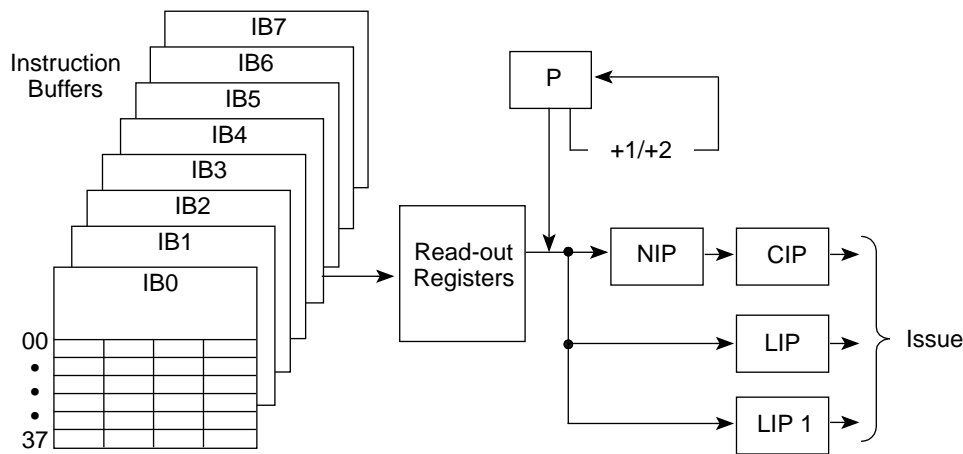 IB7
IB6
IB5
IB4
IB3
IB2
IB1
IB0
Instruction
Buffers
00
37
Read-out
Registers
P
+1/+2
NIP
CIP
LIP
LIP 1
Issue